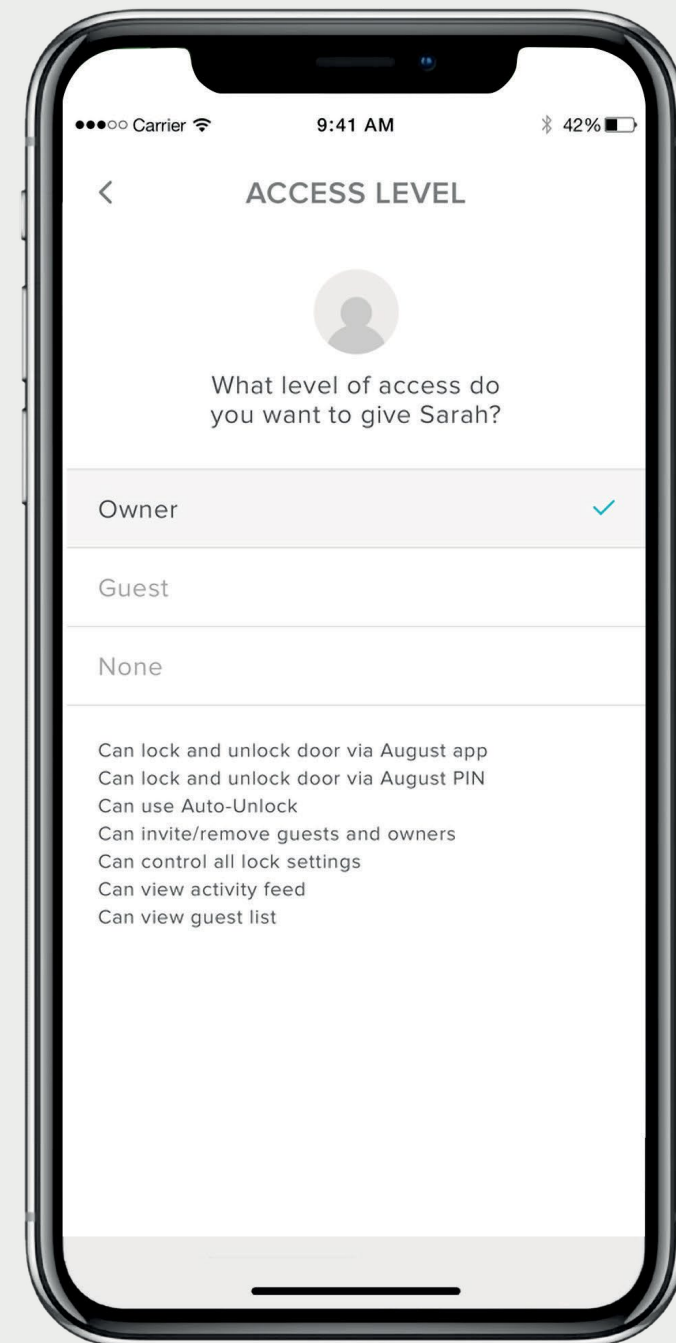 ●●●○○ Carrier 9:41 AM 42%
ACCESS LEVEL
What level of access do
you want to give Sarah?
Owner
Guest
None
Can lock and unlock door via August app
Can lock and unlock door via August PIN
Can use Auto-Unlock
Can invite/remove guests and owners
Can control all lock settings
Can view activity feed
Can view guest list